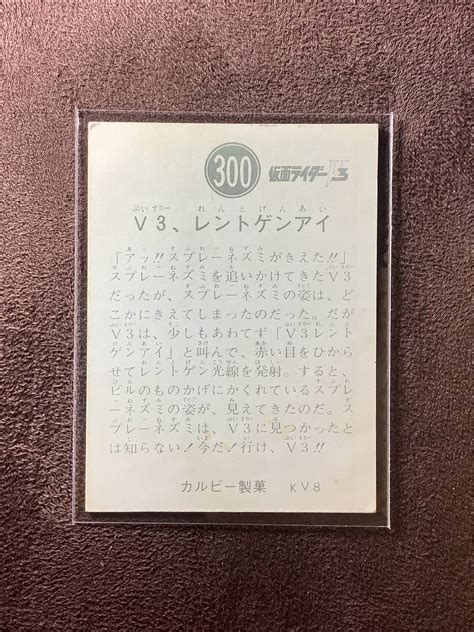 300 仮面ライダーV3
V3、レントゲンアイ
「アッ!!スプレーネズミがきえた!!」
スプレーネズミを追いかけてきたV3
だったが、スプレーネズミの姿は、ど
こかにきえてしまったのだった。だが
V3は、少しもあわてず「V3レント
ゲンアイ」と叫んで、赤い目をひから
せてレントゲン光線を発射。すると、
ビルのものかげにかくれているスプレ
ーネズミの姿が、見えてきたのだ。ス
プレーネズミは、V3に見つかったと
は知らない!今だ!行け、V3!!
カルビー製菓 KV8